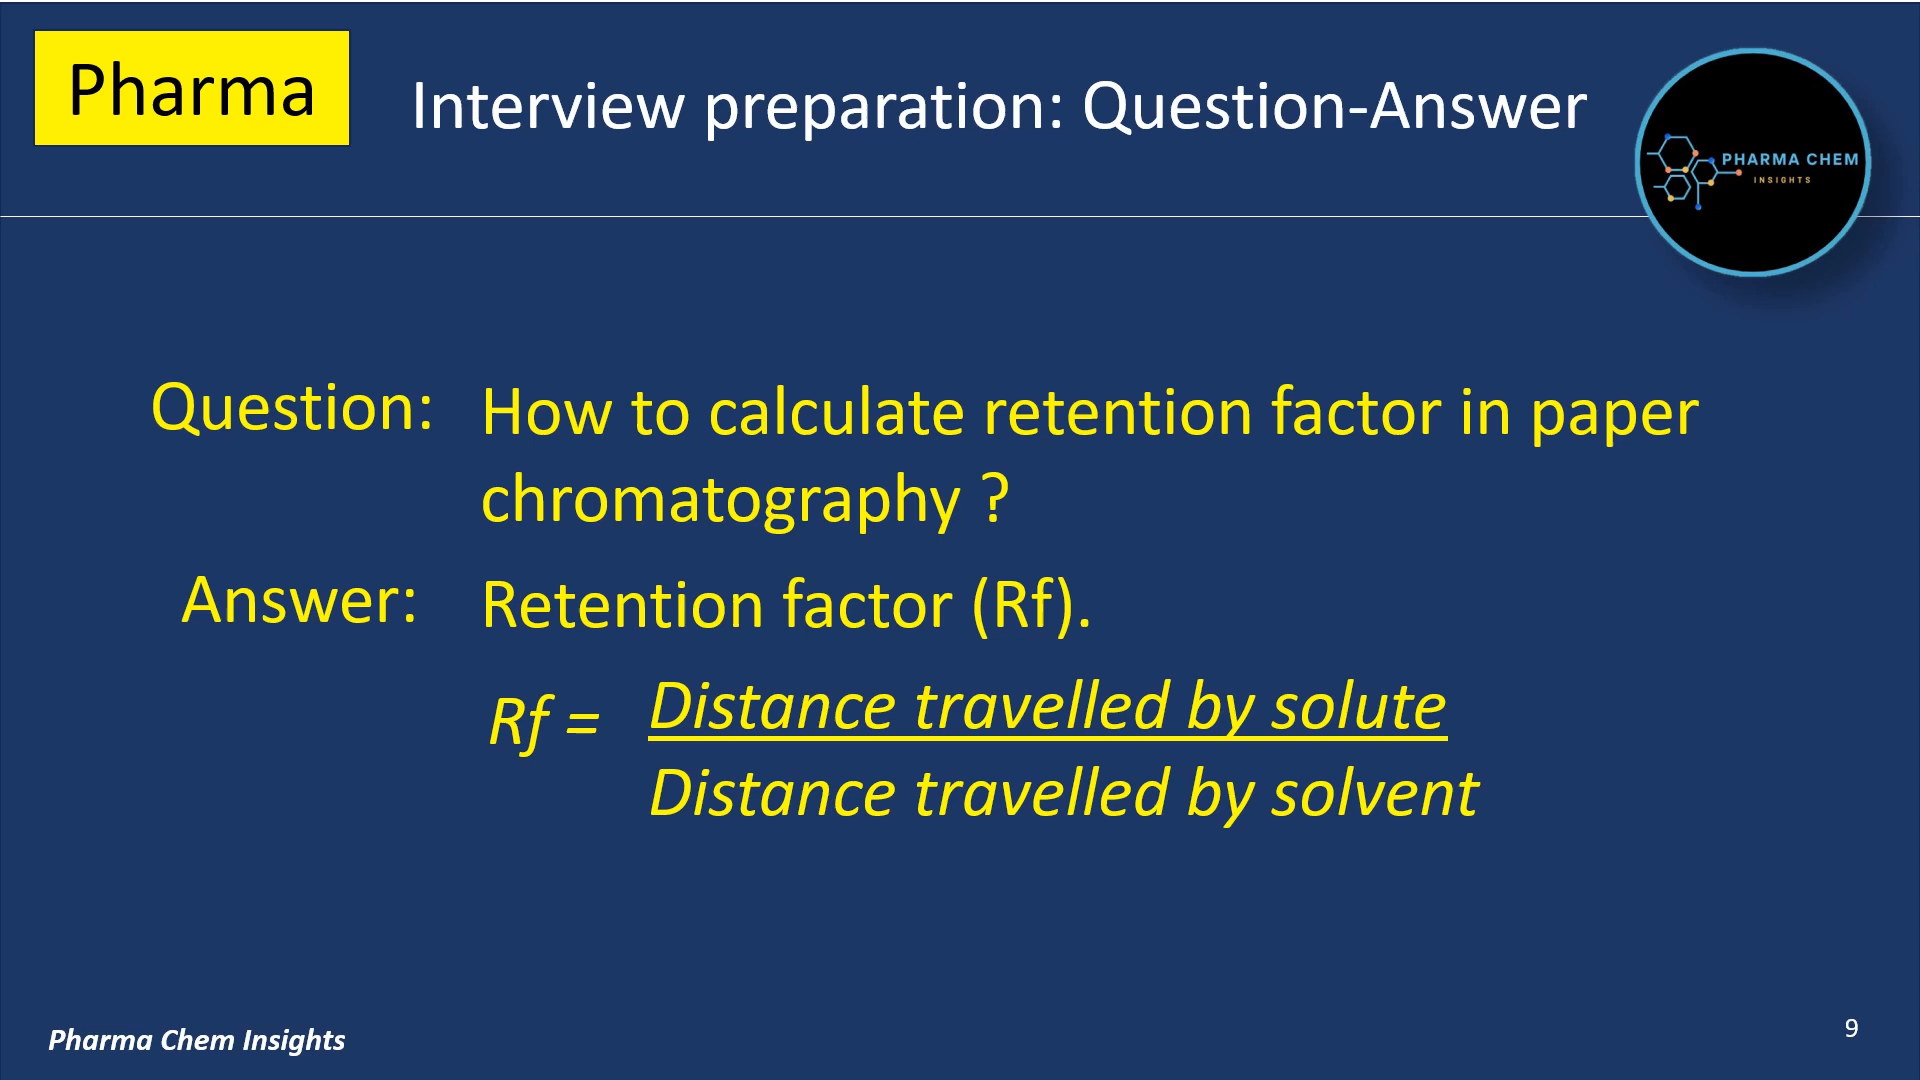 Pharma
Interview preparation: Question-Answer
PHARMA CHEM
INSIGHTS
Question: How to calculate retention factor in paper
chromatography ?
Answer: Retention factor (Rf).
Rf = Distance travelled by solute
Distance travelled by solvent
Pharma Chem Insights
9